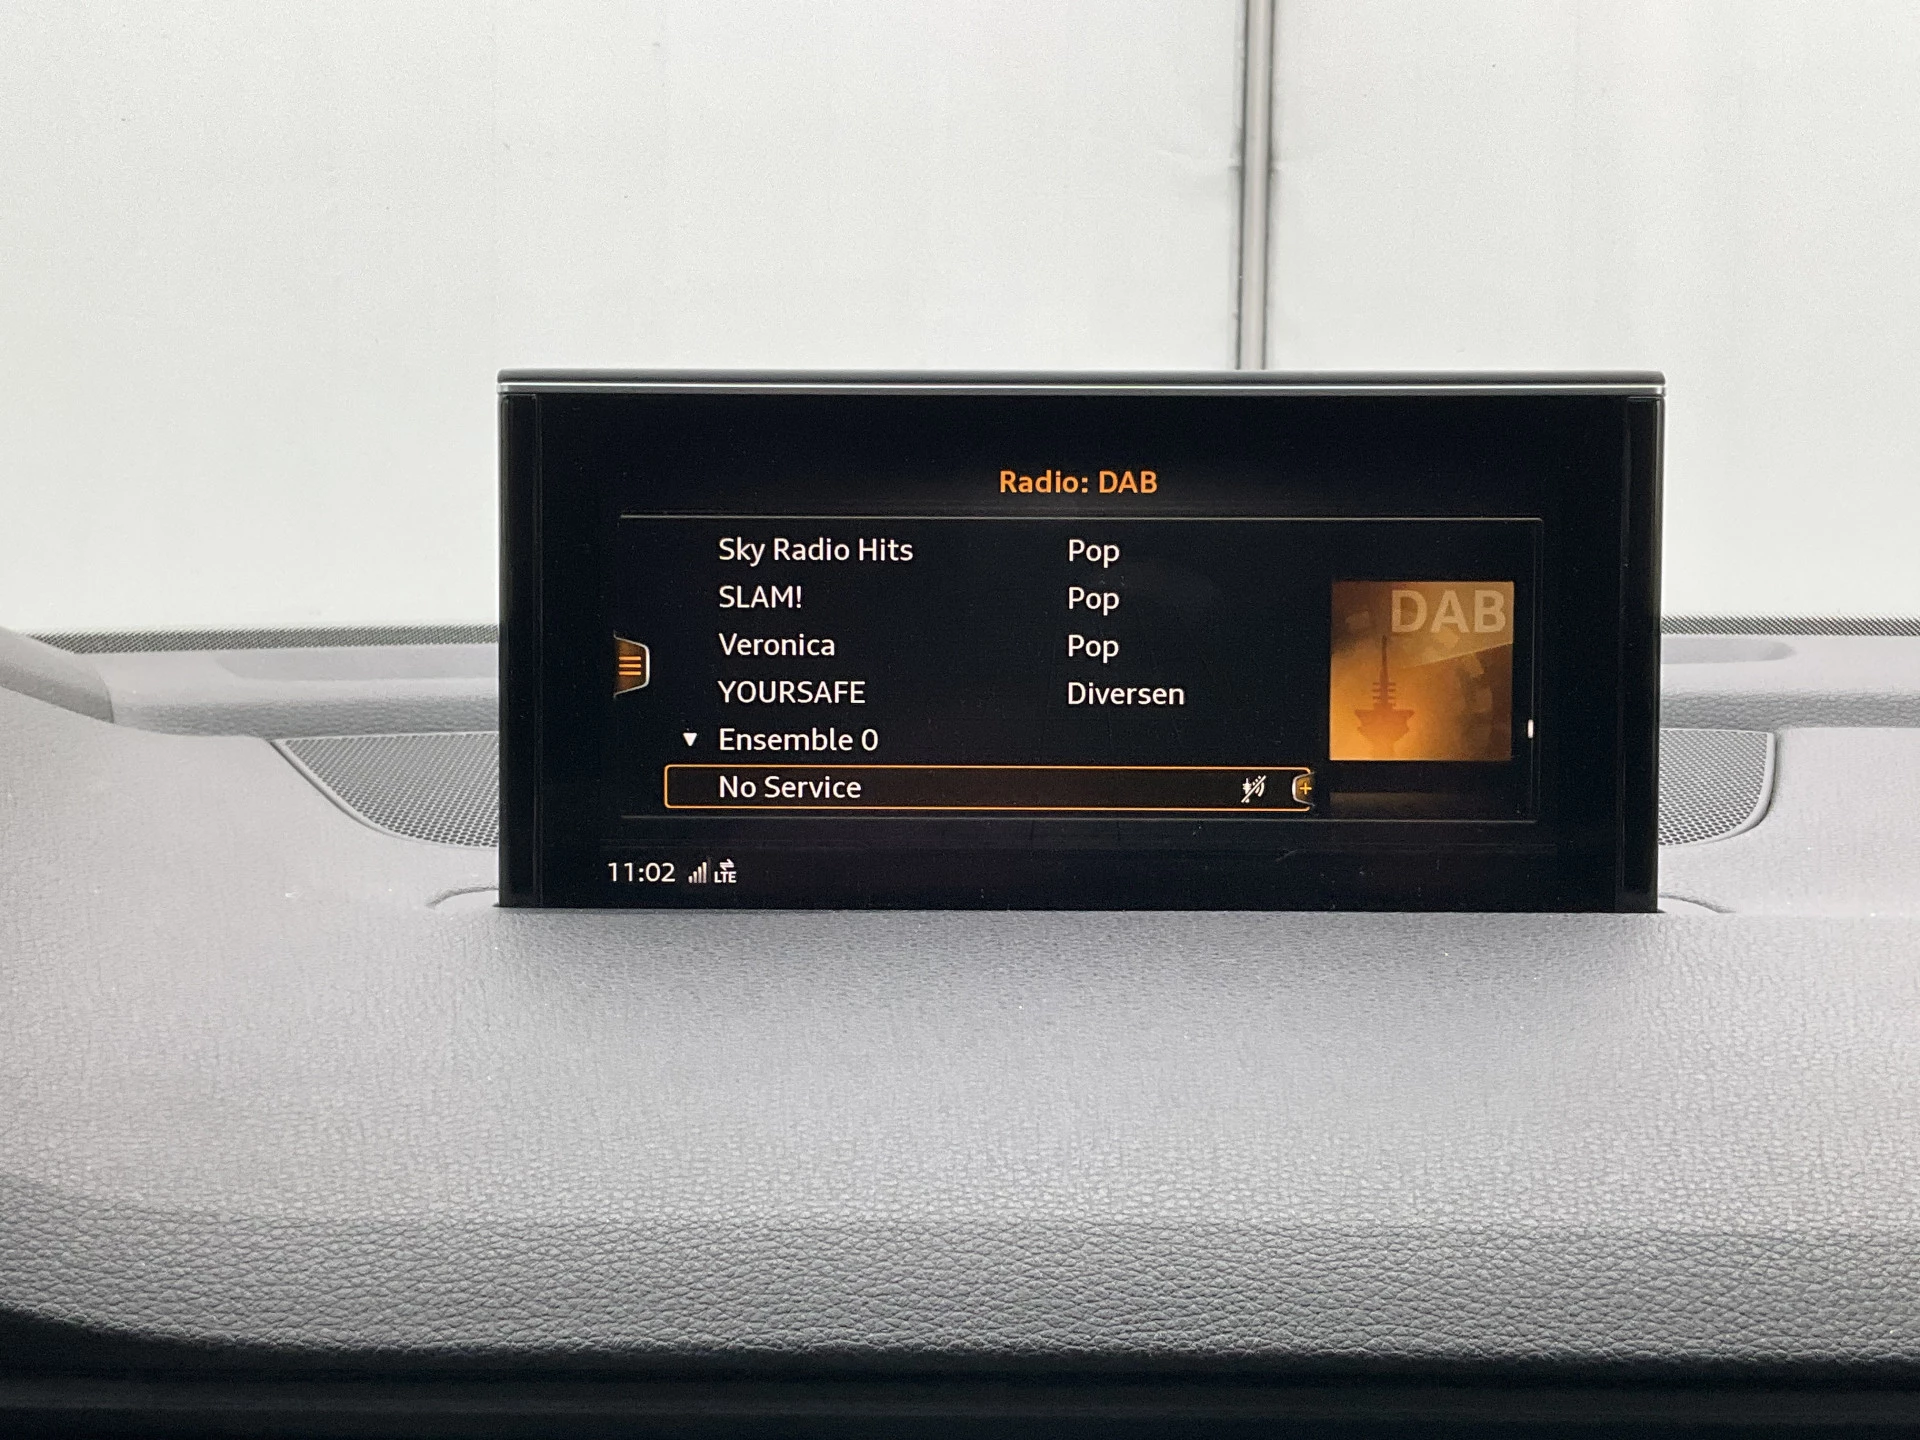 Radio: DAB
Sky Radio Hits Pop
SLAM! Pop
Veronica Pop
YOURSAFE Diversen
Ensemble 0
No Service
DAB
11:02 LTE